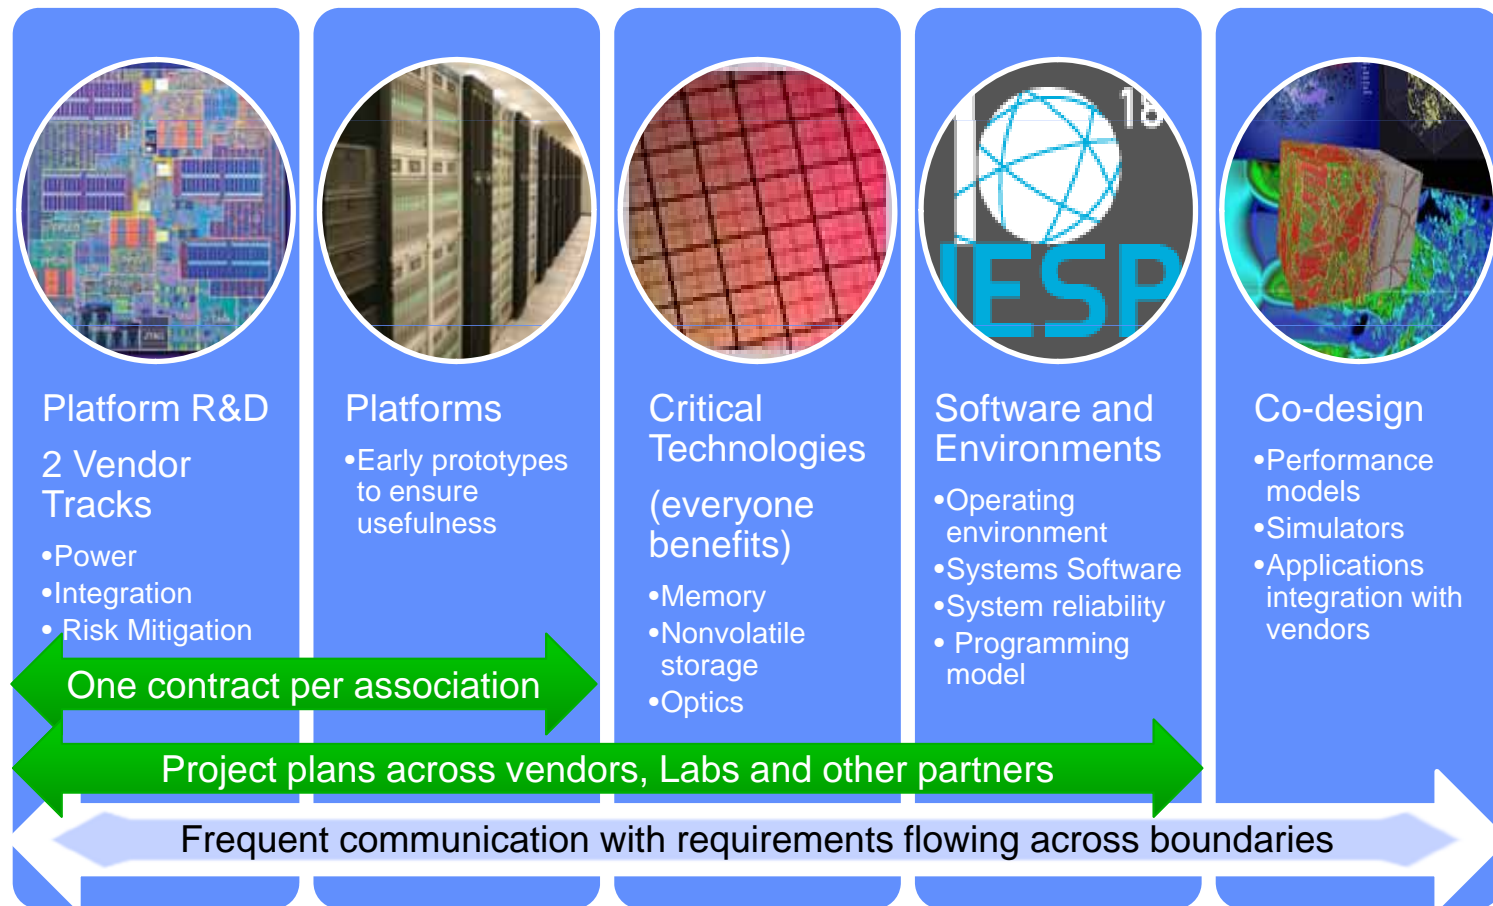 18
IESP
Platform R&D
2 Vendor
Tracks
•Power
•Integration
• Risk Mitigation
Platforms
•Early prototypes
to ensure
usefulness
Critical
Technologies
(everyone
benefits)
•Memory
•Nonvolatile
storage
•Optics
Software and
Environments
•Operating
environment
•Systems Software
•System reliability
• Programming
model
Co-design
•Performance
models
•Simulators
•Applications
integration with
vendors
One contract per association
Project plans across vendors, Labs and other partners
Frequent communication with requirements flowing across boundaries